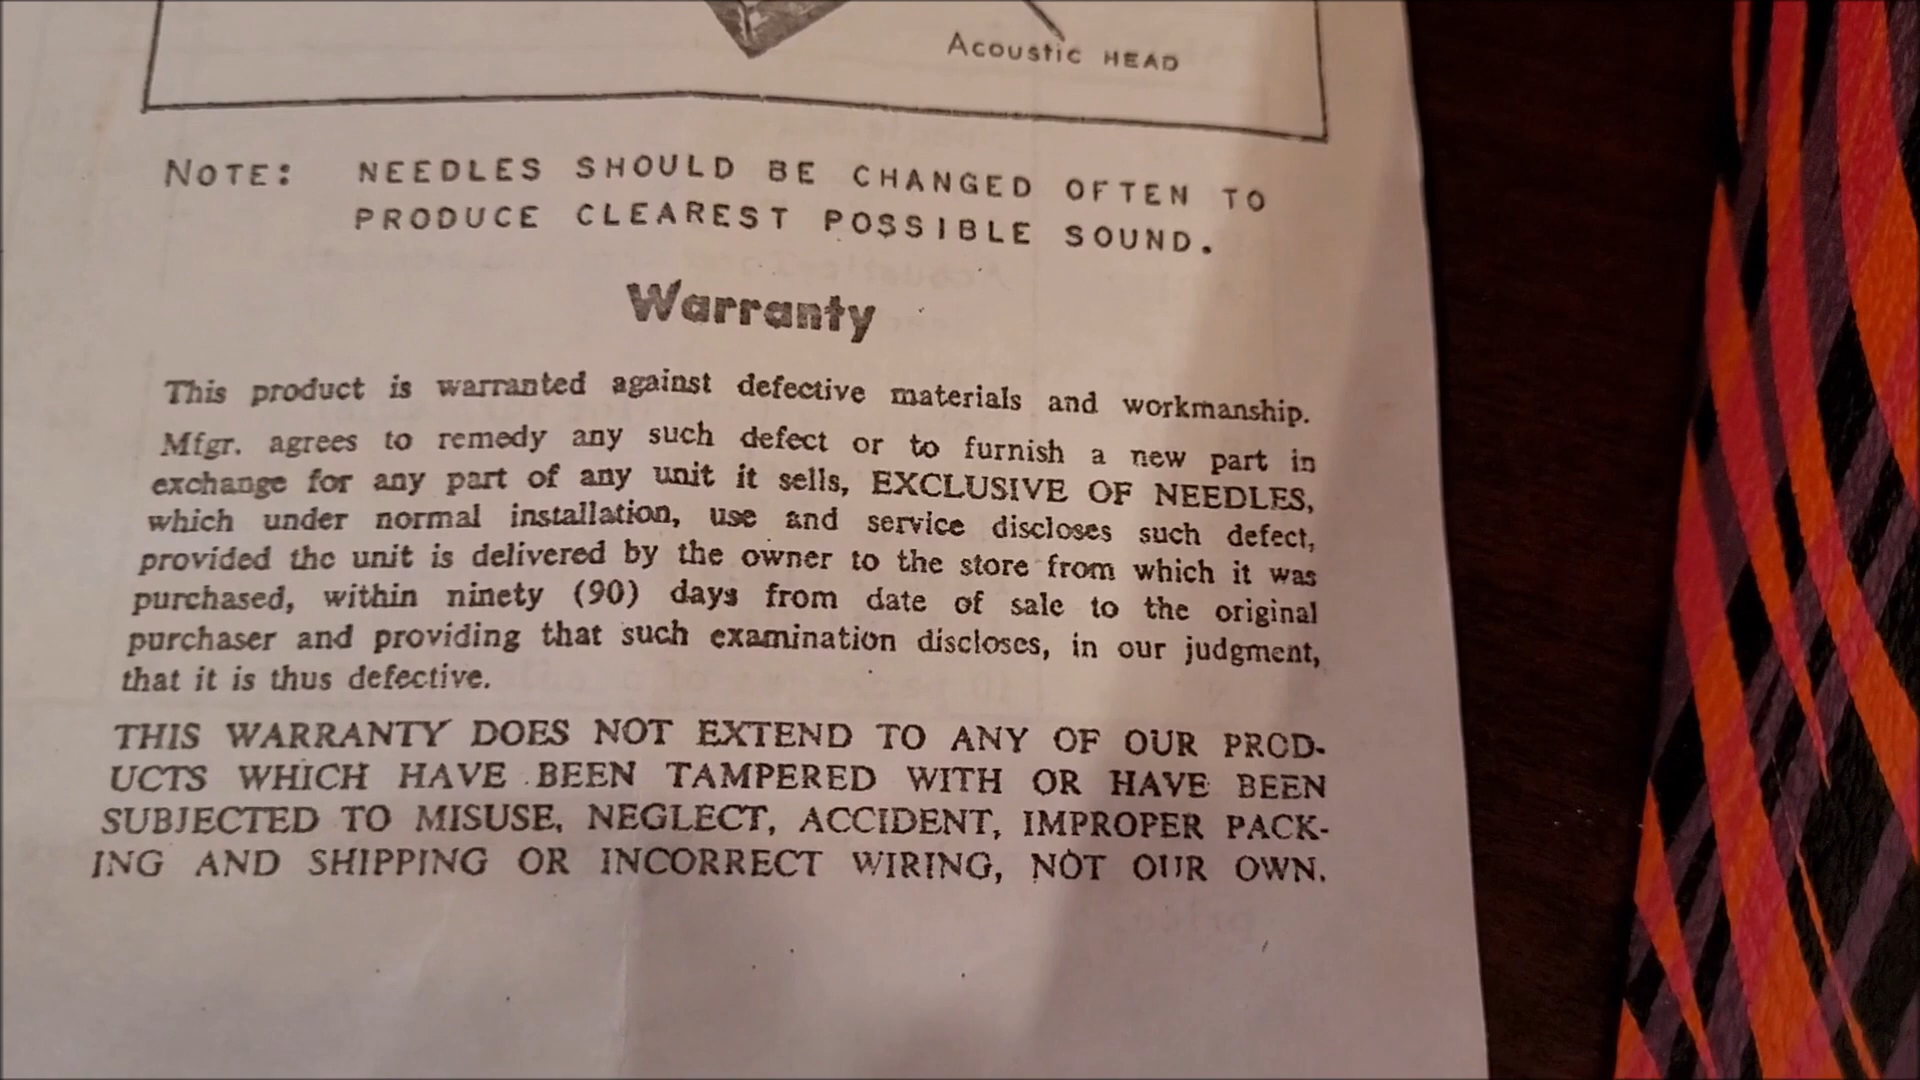 Acoustic HEAD
NOTE: NEEDLES SHOULD BE CHANGED OFTEN TO
PRODUCE CLEAREST POSSIBLE SOUND.
Warranty
This product is warranted against defective materials and workmanship.
Mfgr. agrees to remedy any such defect or to furnish a new part in
exchange for any part of any unit it sells, EXCLUSIVE OF NEEDLES,
which under normal installation, use and service discloses such defect,
provided the unit is delivered by the owner to the store from which it was
purchased, within ninety (90) days from date of sale to the original
purchaser and providing that such examination discloses, in our judgment,
that it is thus defective.
THIS WARRANTY DOES NOT EXTEND TO ANY OF OUR PROD-
UCTS WHICH HAVE BEEN TAMPERED WITH OR HAVE BEEN
SUBJECTED TO MISUSE, NEGLECT, ACCIDENT, IMPROPER PACK-
ING AND SHIPPING OR INCORRECT WIRING, NOT OUR OWN.